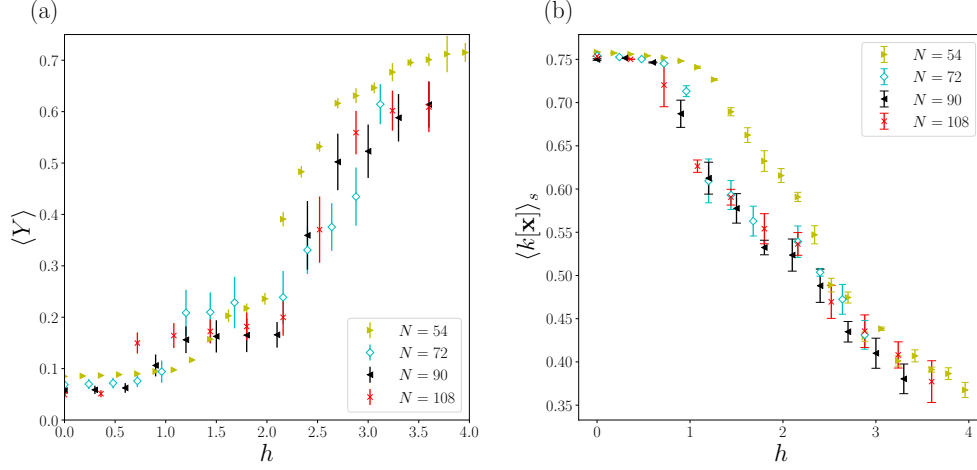 (a)
⟨Y⟩
0.7
0.6
0.5
0.4
0.3
0.2
0.1
0.0
0.0 0.5 1.0 1.5 2.0 2.5 3.0 3.5 4.0
h
N = 54
N = 72
N = 90
N = 108
(b)
⟨k[x]⟩s
0.75
0.70
0.65
0.60
0.55
0.50
0.45
0.40
0.35
0 1 2 3 4
h
N = 54
N = 72
N = 90
N = 108